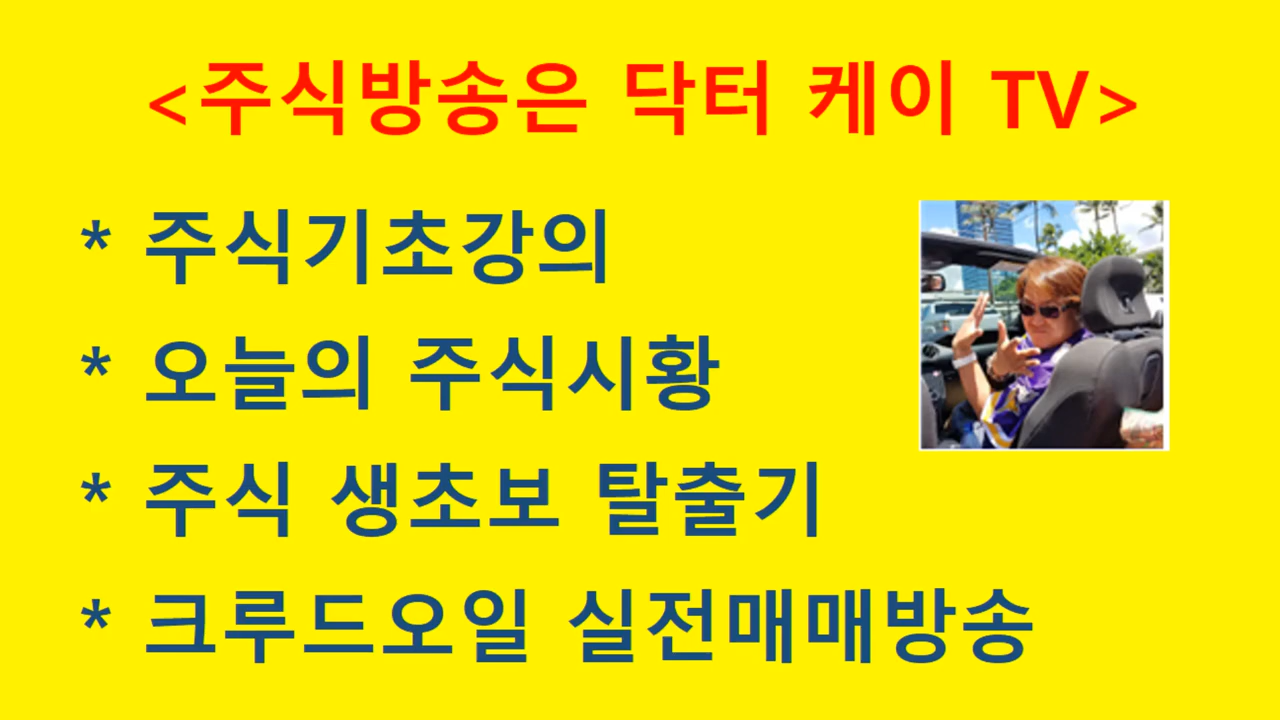 <주식방송은 닥터 케이 TV>
* 주식기초강의
* 오늘의 주식시황
* 주식 생초보 탈출기
* 크루드오일 실전매매방송